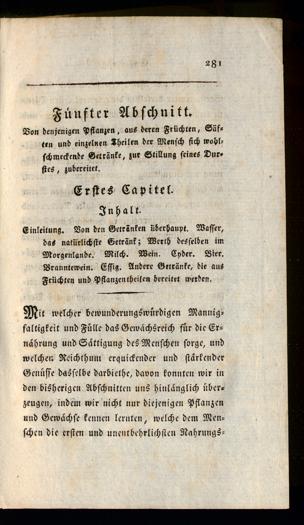 281
Fünfter Abschnitt.
Von denjenigen Pflanzen, aus deren Früchten, Säf-
ten und einzelnen Theilen der Mensch sich wohl-
schmeckende Getränke, zur Stillung seines Dur-
stes, zubereitet.
Erstes Capitel.
Inhalt.
Einleitung. Von den Getränken überhaupt. Wasser,
das natürlichste Getränk; Werth desselben im
Morgenlande. Milch. Wein. Cyder. Bier.
Branntewein. Essig. Andere Getränke, die aus
Früchten und Pflanzentheilen bereitet werden.
Mit welcher bewunderungswürdigen Mannig-
faltigkeit und Fülle das Gewächsreich für die Er-
nährung und Sättigung des Menschen sorge, und
welchen Reichthum erquickender und stärkender
Genüsse dasselbe darbiethe, davon konnten wir in
den bisherigen Abschnitten uns hinlänglich über-
zeugen, indem wir nicht nur diejenigen Pflanzen
und Gewächse kennen lernten, welche dem Men-
schen die ersten und unentbehrlichsten Nahrungs-